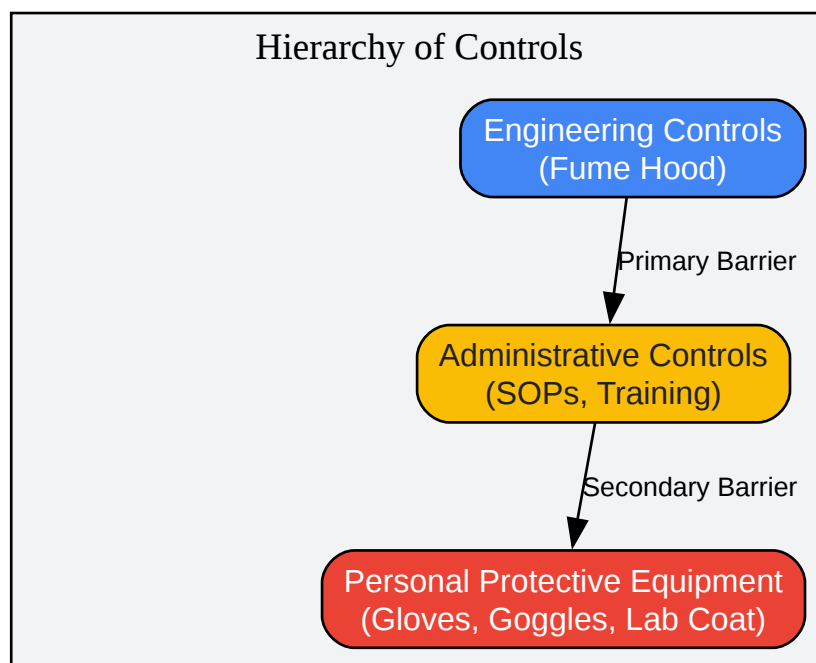 Hierarchy of Controls
Engineering Controls
(Fume Hood)
Primary Barrier
Administrative Controls
(SOPs, Training)
Secondary Barrier
Personal Protective Equipment
(Gloves, Goggles, Lab Coat)